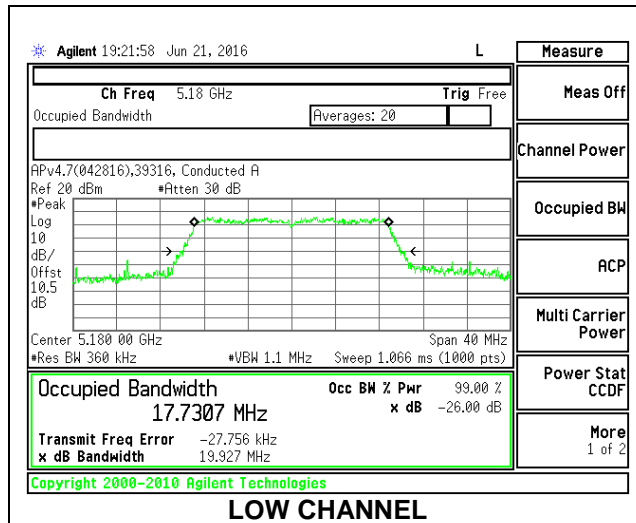 Agilent 19:21:58 Jun 21, 2016 L
Measure
Ch Freq 5.18 GHz Trig Free
Occupied Bandwidth Averages: 20
APv4.7(042816),39316, Conducted A
Ref 20 dBm #Atten 30 dB
#Peak
Log
10
dB/
Offst
10.5
dB
Center 5.180 00 GHz Span 40 MHz
#Res BW 360 kHz #VBW 1.1 MHz Sweep 1.066 ms (1000 pts)
Occupied Bandwidth Occ BW % Pwr 99.00 %
17.7307 MHz x dB -26.00 dB
Transmit Freq Error -27.756 kHz
x dB Bandwidth 19.927 MHz
Copyright 2000-2010 Agilent Technologies
Meas Off
Channel Power
Occupied BW
ACP
Multi Carrier
Power
Power Stat
CCDF
More
1 of 2
LOW CHANNEL